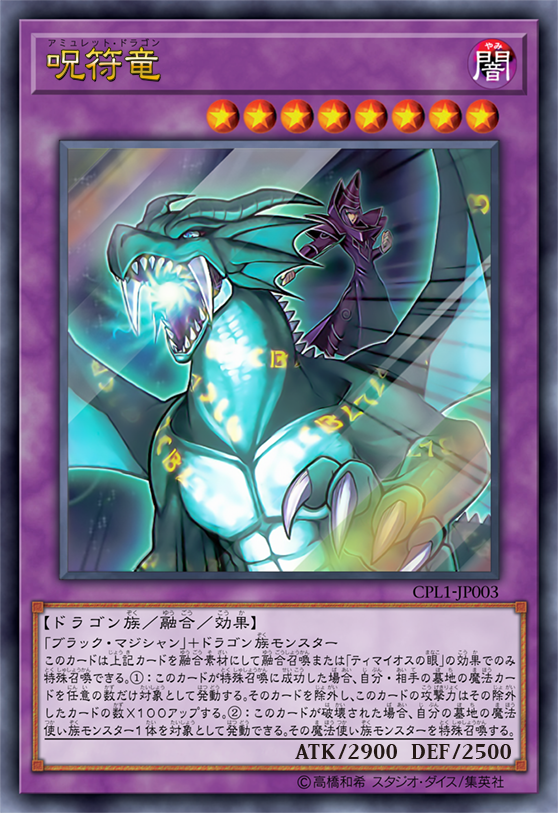 アミュレット・ドラゴン
呪符竜
やみ
闇
CPL1-JP003
【ドラゴン族／融合／効果】
「ブラック・マジシャン」＋ドラゴン族モンスター
このカードは上記カードを融合素材にして融合召喚または「ティマイオスの眼」の効果でのみ
特殊召喚できる。①：このカードが特殊召喚に成功した場合、自分・相手の墓地の魔法カー
ドを任意の数だけ対象として発動する。そのカードを除外し、このカードの攻撃力はその除外
したカードの数×100アップする。②：このカードが破壊された場合、自分の墓地の魔法
使い族モンスター1体を対象として発動できる。その魔法使い族モンスターを特殊召喚する。
ATK/2900 DEF/2500
©高橋和希 スタジオ・ダイス/集英社